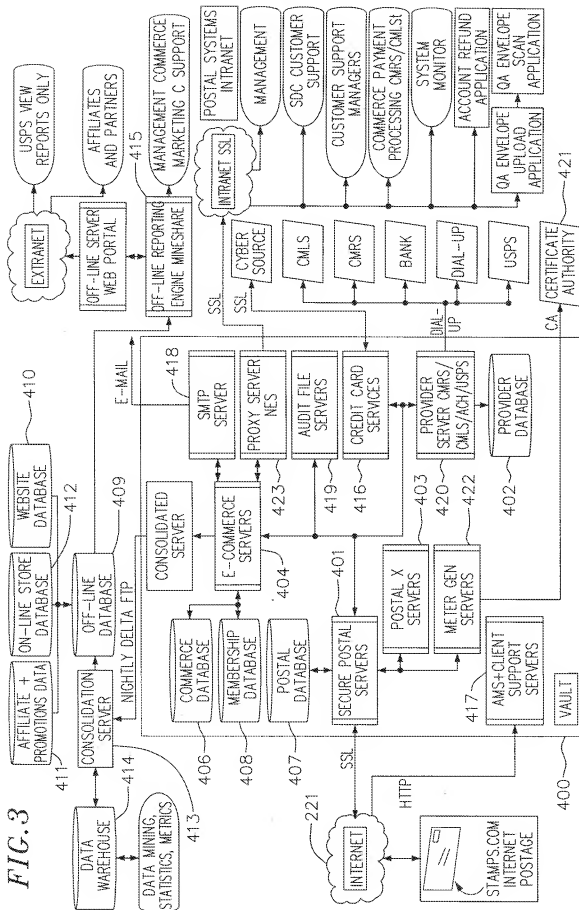 FIG.3
USPS VIEW
REPORTS ONLY
AFFILIATES
AND PARTNERS
MANAGEMENT COMMERCE
MARKETING C SUPPORT
POSTAL SYSTEMS
INTRANET
EXTRANET
OFF-LINE SERVER
WEB PORTAL
415
OFF-LINE REPORTING
ENGINE MINESHARE
INTRANET SSL
MANAGEMENT
SDC CUSTOMER
SUPPORT
CUSTOMER SUPPORT
MANAGERS
COMMERCE PAYMENT
PROCESSING CMRS/CMLSt
SYSTEM
MONITOR
ACCOUNT REFUND
APPLICATION
QA ENVELOPE
UPLOAD
APPLICATION
QA ENVELOPE
SCAN
APPLICATION
AFFILIATE +
PROMOTIONS DATA
411
ON-LINE STORE
DATABASE
412
WEBSITE
DATABASE
410
DATA
WAREHOUSE
414
CONSOLIDATION
SERVER
413
OFF-LINE
DATABASE
409
DATA MINING,
STATISTICS, METRICS
NIGHTLY DELTA FTP
E-MAIL
418
SSL
SSL
CYBER
SOURCE
CMLS
CMRS
BANK
DIAL-UP
USPS
DIAL-
UP
CA
CERTIFICATE
AUTHORITY
421
CONSOLIDATED
SERVER
SMTP
SERVER
PROXY SERVER
NES
423
AUDIT FILE
SERVERS
419
CREDIT CARD
SERVICES
416
PROVIDER
SERVER CMRS/
CMLS/ACH/USPS
420
PROVIDER
DATABASE
402
COMMERCE
DATABASE
406
MEMBERSHIP
DATABASE
408
E-COMMERCE
SERVERS
404
POSTAL
DATABASE
407
SECURE POSTAL
SERVERS
401
POSTAL X
SERVERS
403
METER GEN
SERVERS
422
AMS+CLIENT
SUPPORT
SERVERS
417
VAULT
400
SSL
HTTP
221
INTERNET
STAMPS.COM
INTERNET
POSTAGE